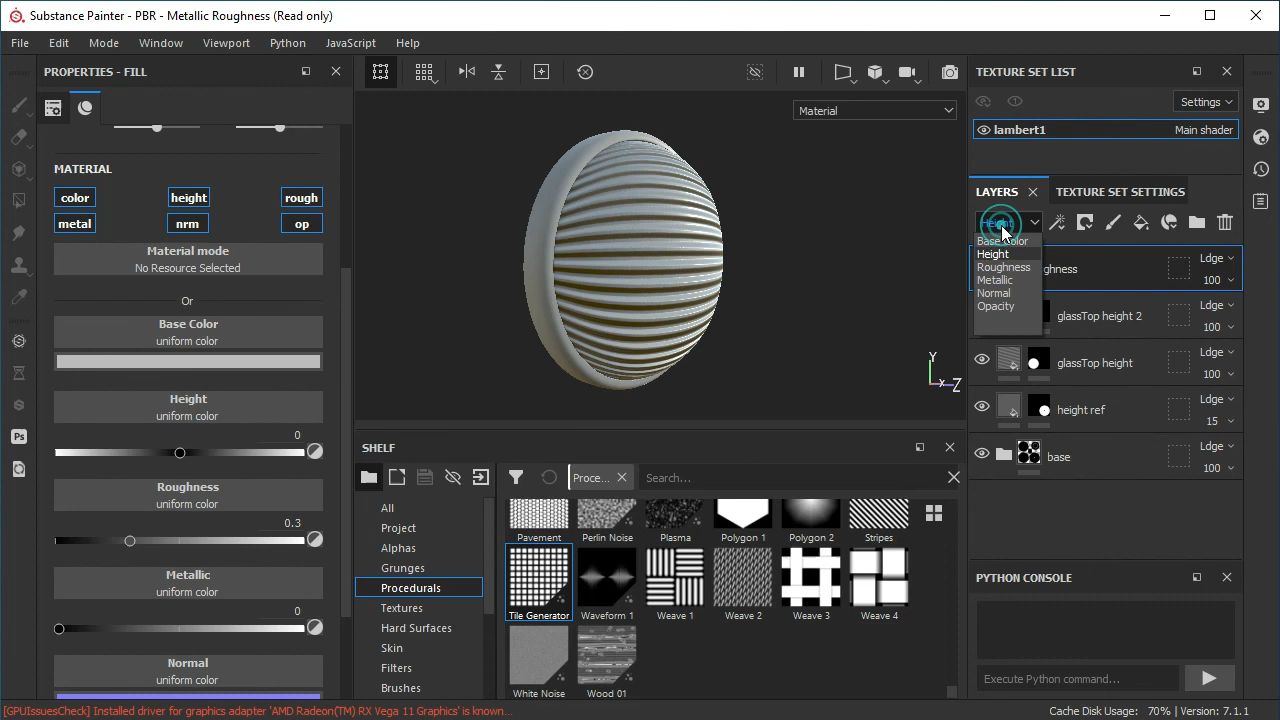 Substance Painter - PBR - Metallic Roughness (Read only)
File Edit Mode Window Viewport Python JavaScript Help
PROPERTIES - FILL
MATERIAL
color height rough
metal nrm op
Material mode
No Resource Selected
Or
Base Color
uniform color
Height
uniform color
0
Roughness
uniform color
0.3
Metallic
uniform color
0
Normal
uniform color
Material
Y
X
Z
SHELF
Proce...
Search...
All
Project
Alphas
Grunges
Procedurals
Textures
Hard Surfaces
Skin
Filters
Brushes
Pavement Perlin Noise Plasma Polygon 1 Polygon 2 Stripes
Tile Generator Waveform 1 Weave 1 Weave 2 Weave 3 Weave 4
White Noise Wood 01
TEXTURE SET LIST
Settings
lambert1 Main shader
LAYERS TEXTURE SET SETTINGS
Height
Base Color
Height
Roughness
Metallic
Normal
Opacity
ghness Ldge
100
glassTop height 2 Ldge
100
glassTop height Ldge
100
height ref Ldge
15
base Ldge
100
PYTHON CONSOLE
Execute Python command...
Ps
[GPUIssuesCheck] Installed driver for graphics adapter 'AMD Radeon(TM) RX Vega 11 Graphics' is known...
Cache Disk Usage: 70% | Version: 7.1.1